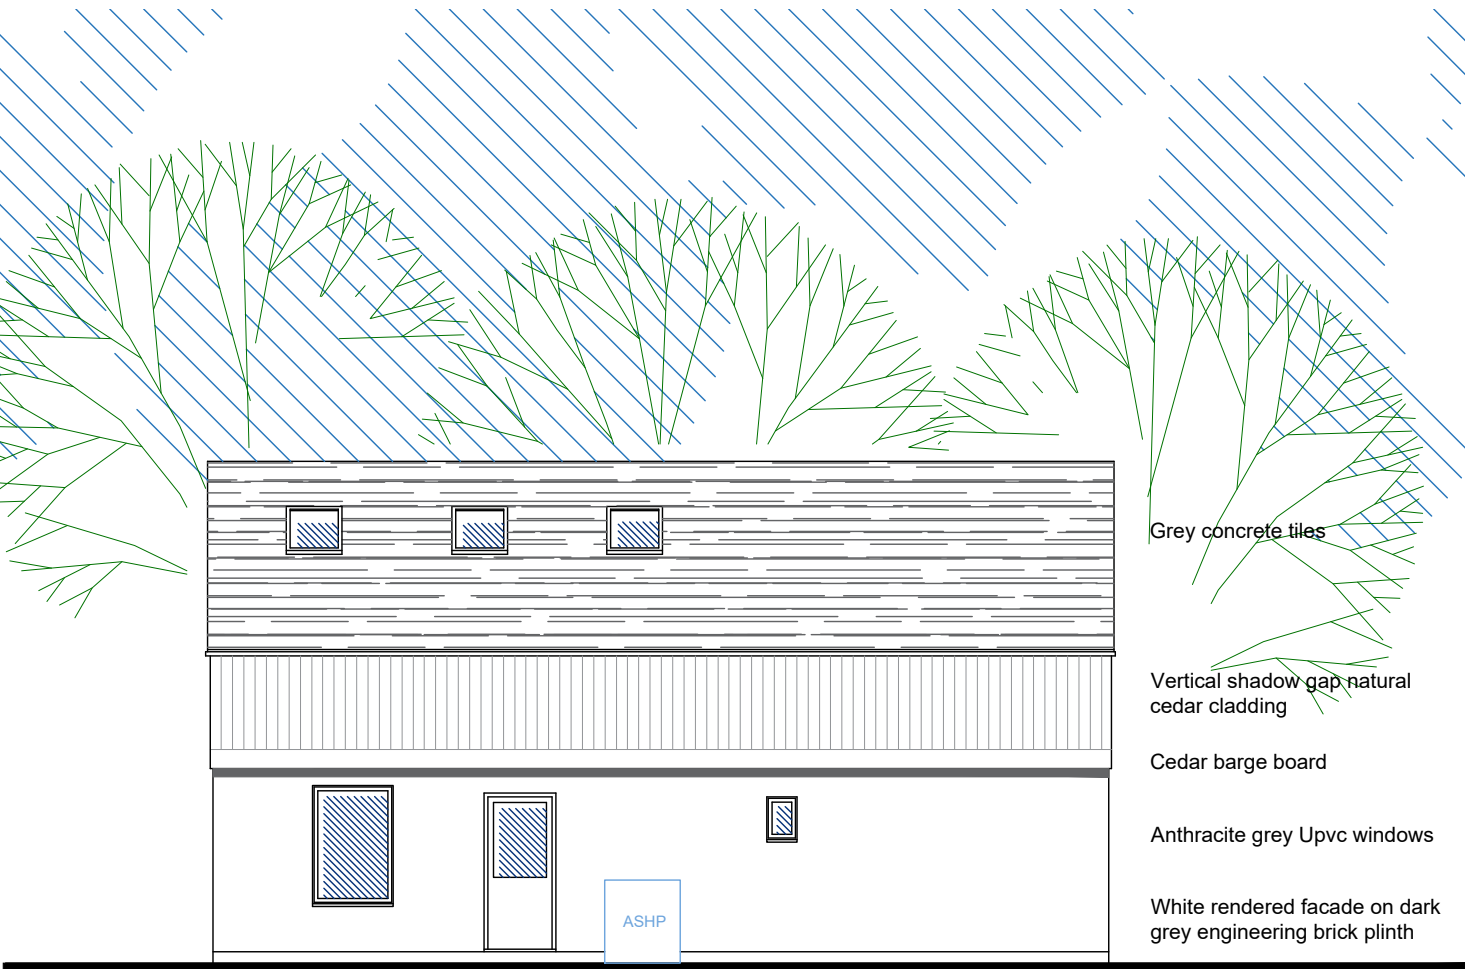 Grey concrete tiles
Vertical shadow gap natural
cedar cladding
Cedar barge board
Anthracite grey Upvc windows
ASHP
White rendered facade on dark
grey engineering brick plinth